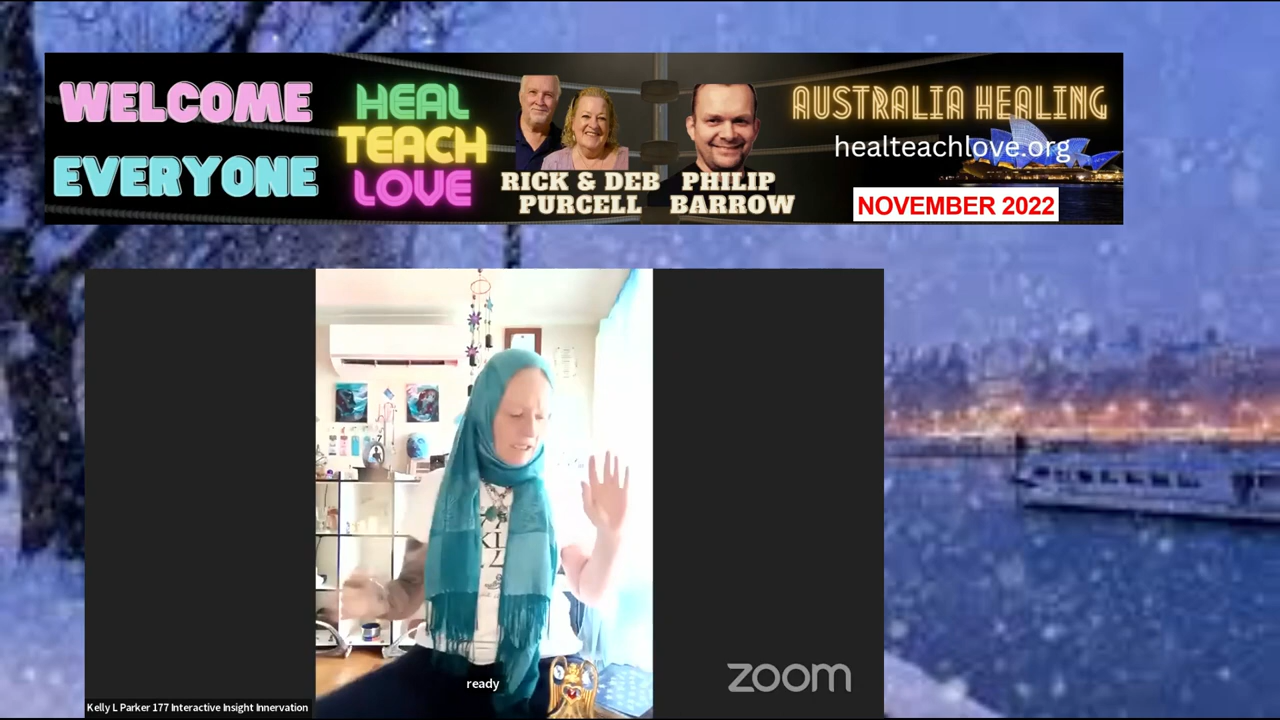 WELCOME
EVERYONE
HEAL
TEACH
LOVE
RICK & DEB
PURCELL
PHILIP
BARROW
AUSTRALIA HEALING
healteachlove.org
NOVEMBER 2022
ready
zoom
Kelly L Parker 177 Interactive Insight Innervation